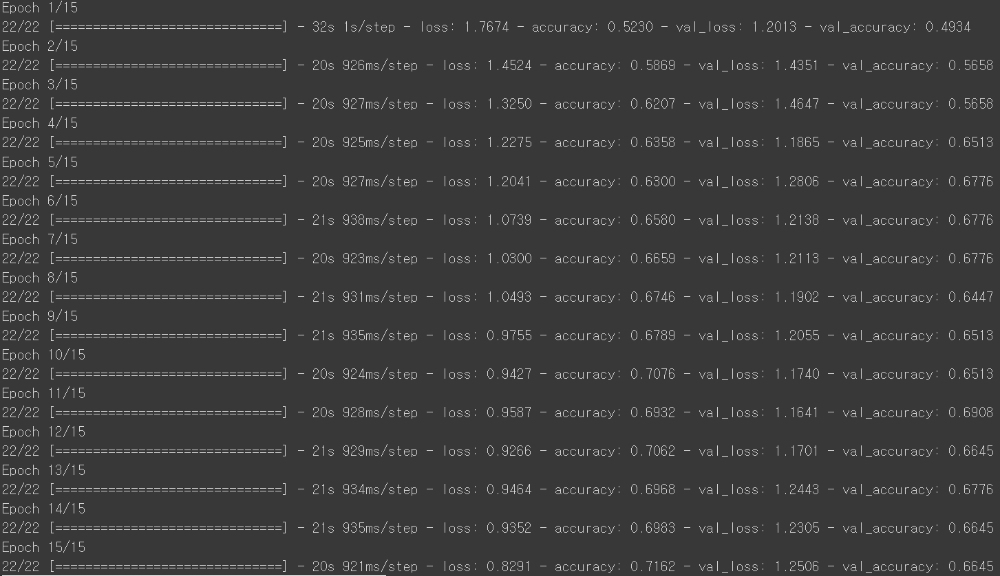 Epoch 1/15
22/22 [==============================] - 32s 1s/step - loss: 1.7674 - accuracy: 0.5230 - val_loss: 1.2013 - val_accuracy: 0.4934
Epoch 2/15
22/22 [==============================] - 20s 926ms/step - loss: 1.4524 - accuracy: 0.5869 - val_loss: 1.4351 - val_accuracy: 0.5658
Epoch 3/15
22/22 [==============================] - 20s 927ms/step - loss: 1.3250 - accuracy: 0.6207 - val_loss: 1.4647 - val_accuracy: 0.5658
Epoch 4/15
22/22 [==============================] - 20s 925ms/step - loss: 1.2275 - accuracy: 0.6358 - val_loss: 1.1865 - val_accuracy: 0.6513
Epoch 5/15
22/22 [==============================] - 20s 927ms/step - loss: 1.2041 - accuracy: 0.6300 - val_loss: 1.2806 - val_accuracy: 0.6776
Epoch 6/15
22/22 [==============================] - 21s 938ms/step - loss: 1.0739 - accuracy: 0.6580 - val_loss: 1.2138 - val_accuracy: 0.6776
Epoch 7/15
22/22 [==============================] - 20s 923ms/step - loss: 1.0300 - accuracy: 0.6659 - val_loss: 1.2113 - val_accuracy: 0.6776
Epoch 8/15
22/22 [==============================] - 21s 931ms/step - loss: 1.0493 - accuracy: 0.6746 - val_loss: 1.1902 - val_accuracy: 0.6447
Epoch 9/15
22/22 [==============================] - 21s 935ms/step - loss: 0.9755 - accuracy: 0.6789 - val_loss: 1.2055 - val_accuracy: 0.6513
Epoch 10/15
22/22 [==============================] - 20s 924ms/step - loss: 0.9427 - accuracy: 0.7076 - val_loss: 1.1740 - val_accuracy: 0.6513
Epoch 11/15
22/22 [==============================] - 20s 928ms/step - loss: 0.9587 - accuracy: 0.6932 - val_loss: 1.1641 - val_accuracy: 0.6908
Epoch 12/15
22/22 [==============================] - 21s 929ms/step - loss: 0.9266 - accuracy: 0.7062 - val_loss: 1.1701 - val_accuracy: 0.6645
Epoch 13/15
22/22 [==============================] - 21s 934ms/step - loss: 0.9464 - accuracy: 0.6968 - val_loss: 1.2443 - val_accuracy: 0.6776
Epoch 14/15
22/22 [==============================] - 21s 935ms/step - loss: 0.9352 - accuracy: 0.6983 - val_loss: 1.2305 - val_accuracy: 0.6645
Epoch 15/15
22/22 [==============================] - 20s 921ms/step - loss: 0.8291 - accuracy: 0.7162 - val_loss: 1.2506 - val_accuracy: 0.6645